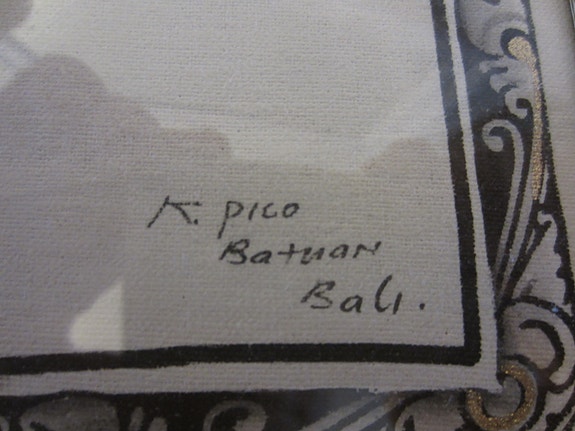 K. PICO
BATUAN
Bali.